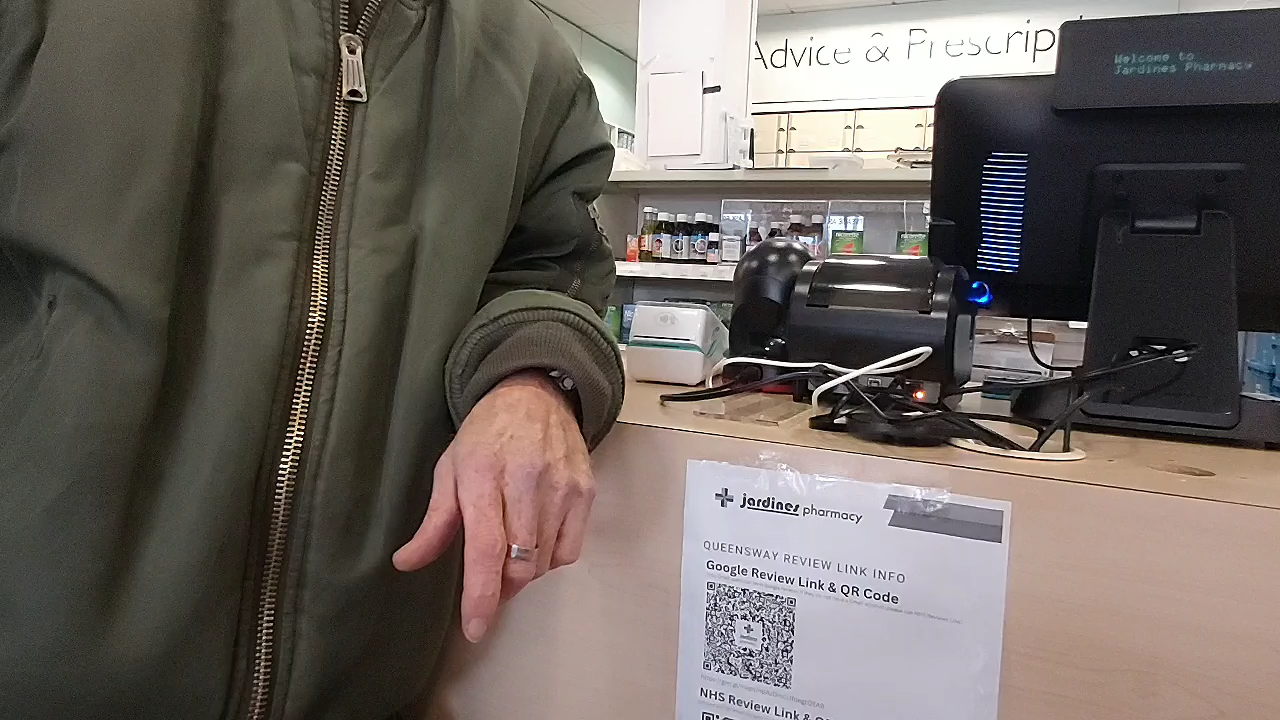 Advice & Prescrip
Welcome to
Jardines Pharmacy
jardines pharmacy
QUEENSWAY REVIEW LINK INFO
Google Review Link & QR Code
NHS Review Link &